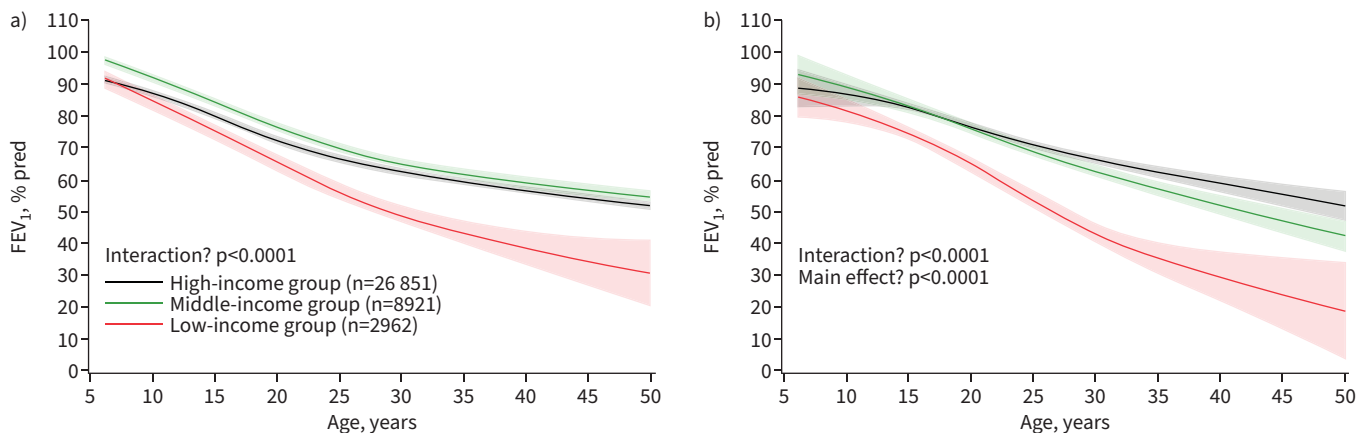 a)
110
100
90
80
70
60
50
40
30
20
10
0
FEV1, % pred
Interaction? p<0.0001
High-income group (n=26 851)
Middle-income group (n=8921)
Low-income group (n=2962)
5 10 15 20 25 30 35 40 45 50
Age, years
b)
110
100
90
80
70
60
50
40
30
20
10
0
FEV1, % pred
Interaction? p<0.0001
Main effect? p<0.0001
5 10 15 20 25 30 35 40 45 50
Age, years